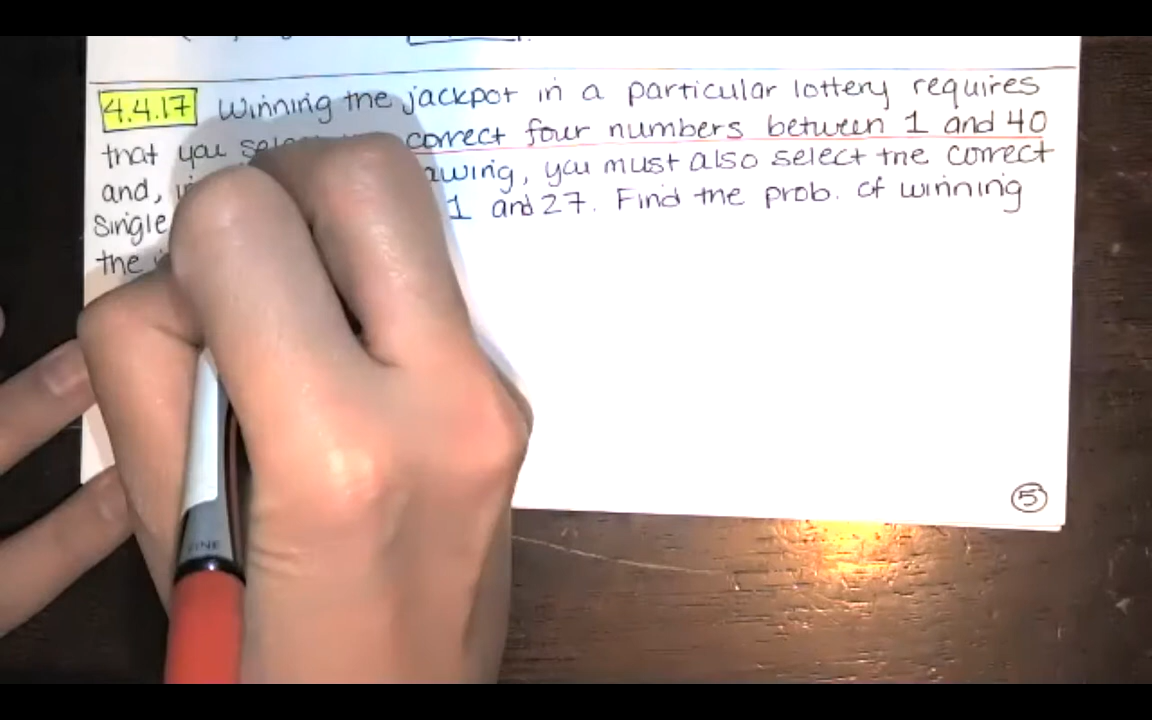 4.4.17 Winning the jackpot in a particular lottery requires
that you correct four numbers between 1 and 40
and, you must also select the correct
single 1 and 27. Find the prob. of winning
the
5
FINE